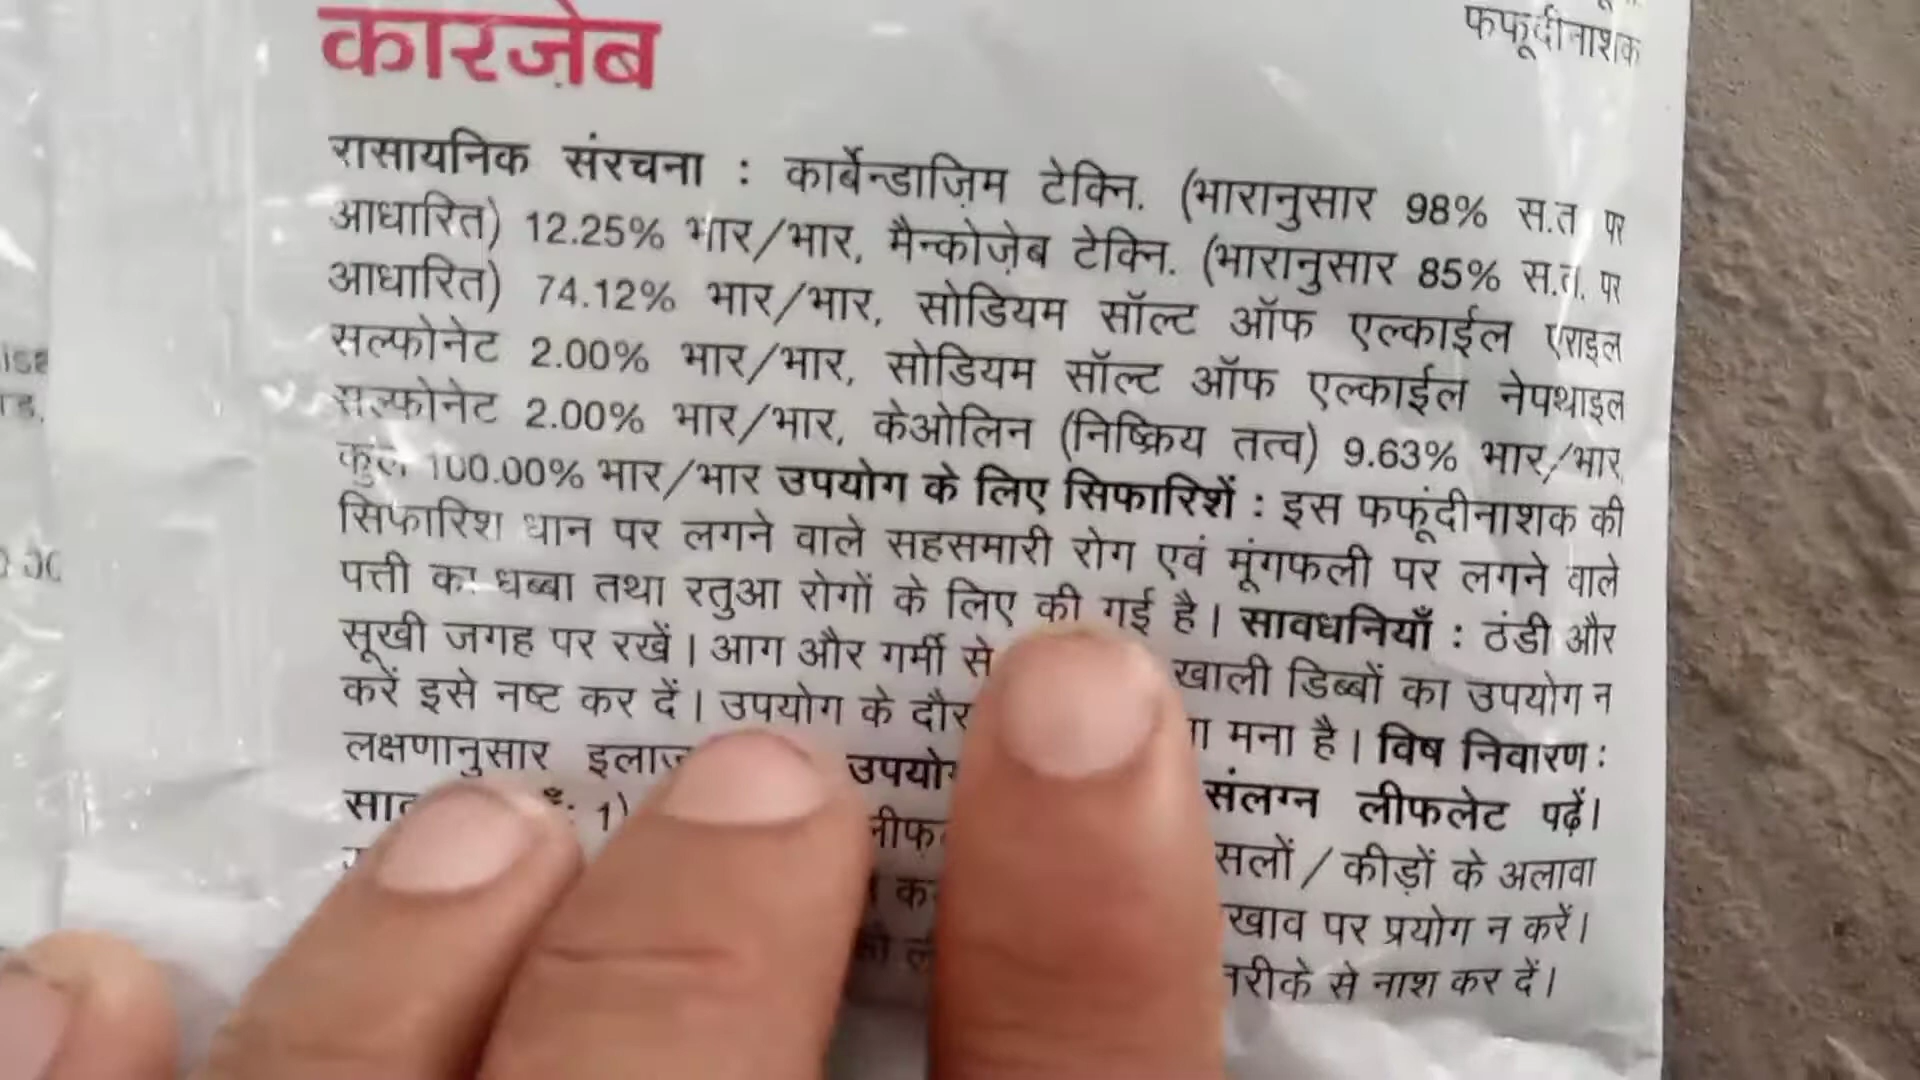 कारज़ेब
फफूंदीनाशक
रासायनिक संरचना : कार्बेन्डाज़िम टेक्नि. (भारानुसार 98% स.त पर
आधारित) 12.25% भार/भार, मैन्कोज़ेब टेक्नि. (भारानुसार 85% स.त. पर
आधारित) 74.12% भार/भार, सोडियम सॉल्ट ऑफ एल्काईल एराइल
सल्फोनेट 2.00% भार/भार, सोडियम सॉल्ट ऑफ एल्काईल नेपथाइल
सल्फोनेट 2.00% भार/भार, केओलिन (निष्क्रिय तत्व) 9.63% भार/भार,
कुल 100.00% भार/भार उपयोग के लिए सिफारिशें : इस फफूंदीनाशक की
सिफारिश धान पर लगने वाले सहसमारी रोग एवं मूंगफली पर लगने वाले
पत्ती का धब्बा तथा रतुआ रोगों के लिए की गई है। सावधनियाँ : ठंडी और
सूखी जगह पर रखें। आग और गर्मी से खाली डिब्बों का उपयोग न
करें इसे नष्ट कर दें। उपयोग के मना है। विष निवारण:
लक्षणानुसार संलग्न लीफलेट पढ़ें।
1) कीड़ों के अलावा
पर प्रयोग न करें।
से नाश कर दें।